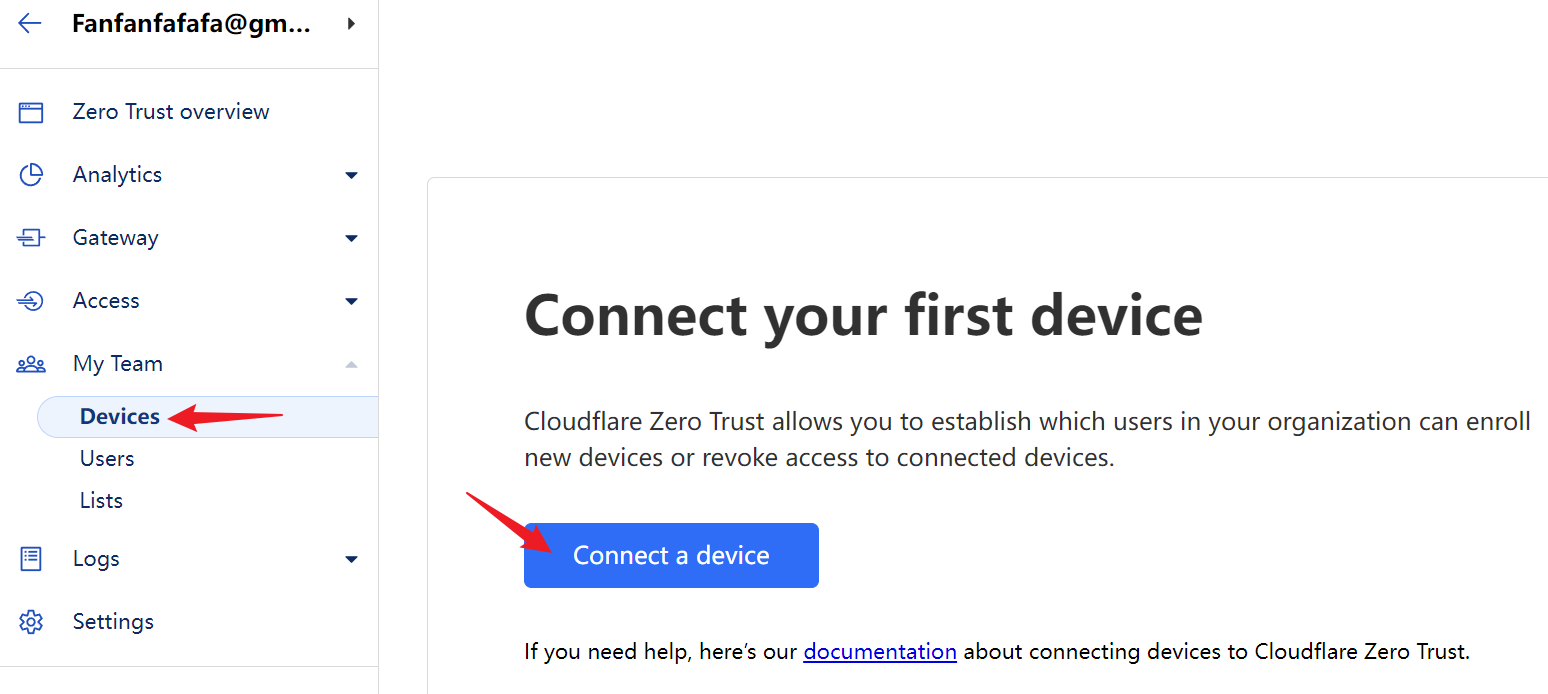 Fanfanfafafa@gm...
Zero Trust overview
Analytics
Gateway
Access
My Team
Devices
Users
Lists
Logs
Settings
Connect your first device
Cloudflare Zero Trust allows you to establish which users in your organization can enroll
new devices or revoke access to connected devices.
Connect a device
If you need help, here’s our documentation about connecting devices to Cloudflare Zero Trust.